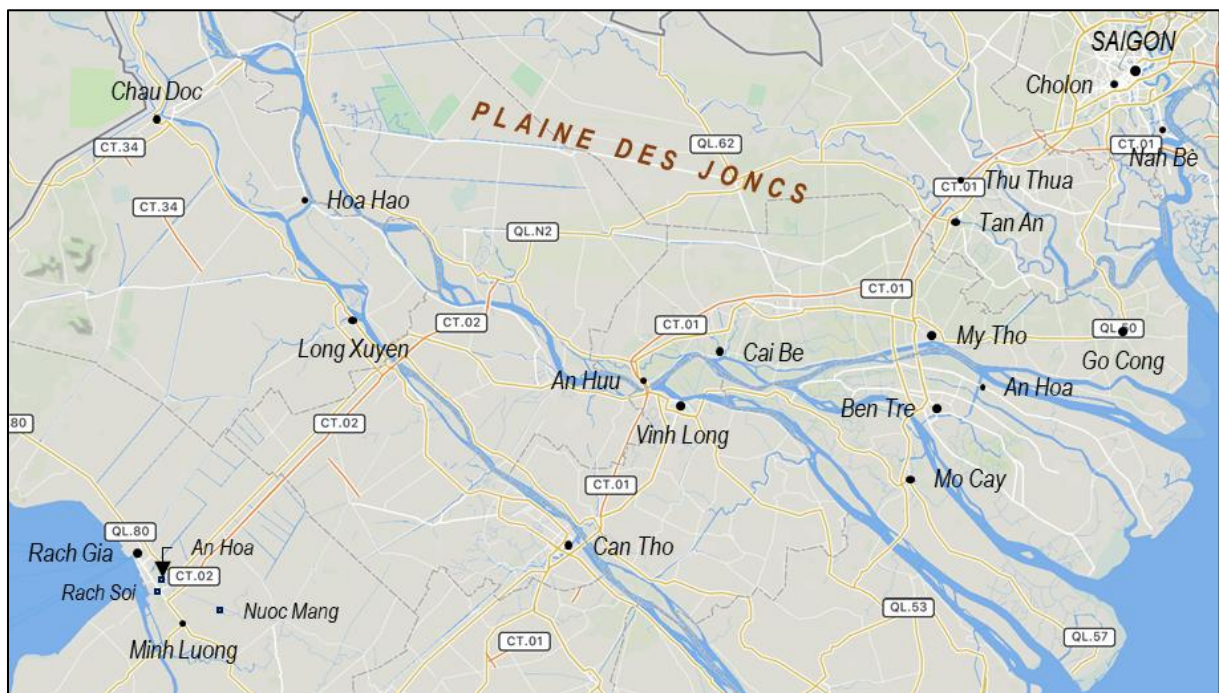 SAIGON
Cholon
Chau Doc
CT.34
PLAINE DES JONCS
QL.62
CT.01
Nah Bè
CT.34
Hoa Hao
CT.01
Thu Thua
Tan An
QL.N2
CT.01
CT.02
CT.01
My Tho
QL.50
Long Xuyen
Cai Be
Go Cong
An Huu
An Hoa
Ben Tre
80
CT.02
Vinh Long
Mo Cay
CT.01
QL.80
An Hoa
Rach Gia
Can Tho
CT.02
Rach Soi
Nuoc Mang
QL.53
Minh Luong
CT.01
QL.57